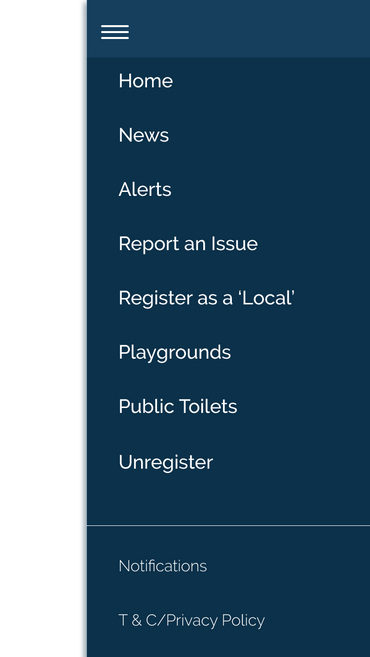 Home
News
Alerts
Report an Issue
Register as a ‘Local’
Playgrounds
Public Toilets
Unregister
Notifications
T & C/Privacy Policy